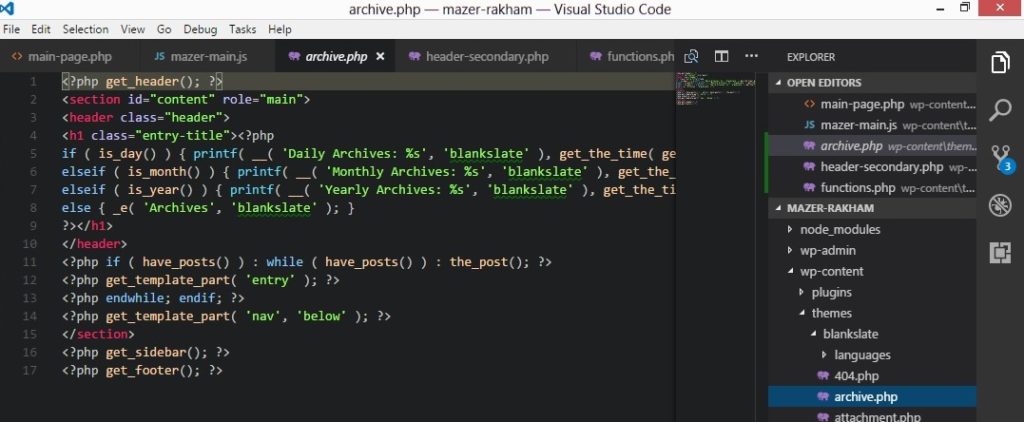 archive.php — mazer-rakham — Visual Studio Code
File Edit Selection View Go Debug Tasks Help
main-page.php mazer-main.js archive.php header-secondary.php functions.ph
1 <?php get_header(); ?>
2 <section id="content" role="main">
3 <header class="header">
4 <h1 class="entry-title"><?php
5 if ( is_day() ) { printf( __( 'Daily Archives: %s', 'blankslate' ), get_the_time( ge
6 elseif ( is_month() ) { printf( __( 'Monthly Archives: %s', 'blankslate' ), get_the_
7 elseif ( is_year() ) { printf( __( 'Yearly Archives: %s', 'blankslate' ), get_the_ti
8 else { _e( 'Archives', 'blankslate' ); }
9 ?></h1>
10 </header>
11 <?php if ( have_posts() ) : while ( have_posts() ) : the_post(); ?>
12 <?php get_template_part( 'entry' ); ?>
13 <?php endwhile; endif; ?>
14 <?php get_template_part( 'nav', 'below' ); ?>
15 </section>
16 <?php get_sidebar(); ?>
17 <?php get_footer(); ?>
EXPLORER
OPEN EDITORS
main-page.php wp-content...
JS mazer-main.js wp-content\t...
archive.php wp-content\them...
header-secondary.php wp-...
functions.php wp-content\t...
MAZER-RAKHAM
node_modules
wp-admin
wp-content
plugins
themes
blankslate
languages
404.php
archive.php
attachment.php
3